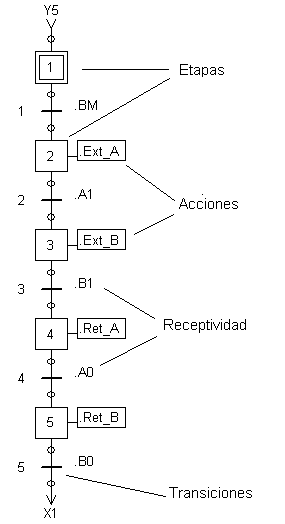 Y5
1
Etapas
1 .BM
2 .Ext_A
2 .A1
Acciones
3 .Ext_B
3 .B1
Receptividad
4 .Ret_A
4 .A0
5 .Ret_B
5 .B0
Transiciones
X1